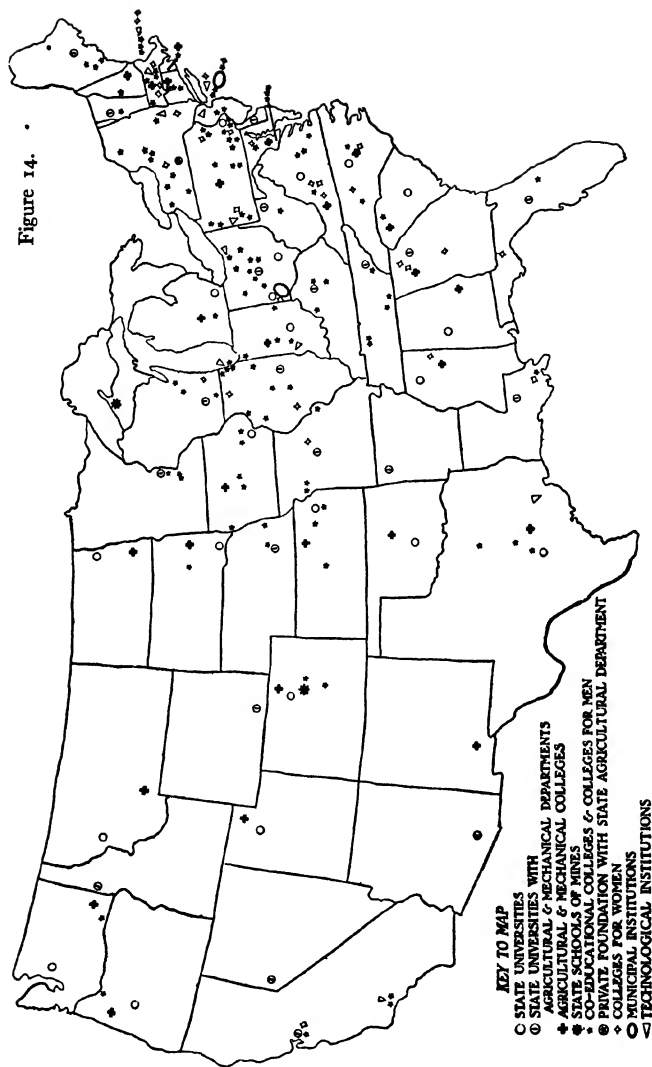 Figure 14.
KEY TO MAP
STATE UNIVERSITIES
STATE UNIVERSITIES WITH
AGRICULTURAL & MECHANICAL DEPARTMENTS
AGRICULTURAL & MECHANICAL COLLEGES
STATE SCHOOLS OF MINES
CO-EDUCATIONAL COLLEGES & COLLEGES FOR MEN
PRIVATE FOUNDATION WITH STATE AGRICULTURAL DEPARTMENT
COLLEGES FOR WOMEN
MUNICIPAL INSTITUTIONS
TECHNOLOGICAL INSTITUTIONS